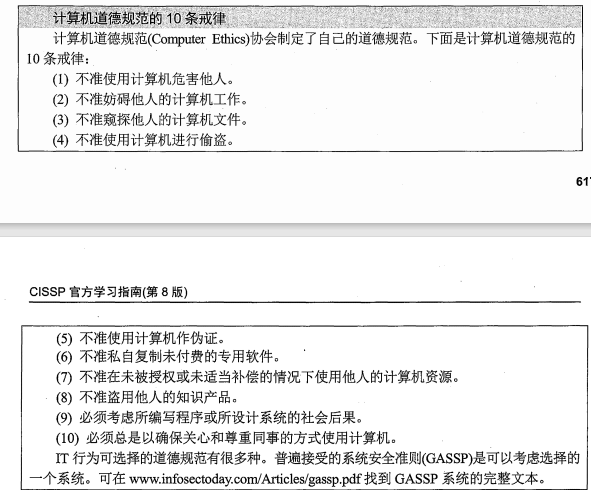 计算机道德规范的 10 条戒律
计算机道德规范(Computer Ethics)协会制定了自己的道德规范。下面是计算机道德规范的
10 条戒律：
(1) 不准使用计算机危害他人。
(2) 不准妨碍他人的计算机工作。
(3) 不准窥探他人的计算机文件。
(4) 不准使用计算机进行偷盗。
617
CISSP 官方学习指南(第 8 版)
(5) 不准使用计算机作伪证。
(6) 不准私自复制未付费的专用软件。
(7) 不准在未被授权或未适当补偿的情况下使用他人的计算机资源。
(8) 不准盗用他人的知识产品。
(9) 必须考虑所编写程序或所设计系统的社会后果。
(10) 必须总是以确保关心和尊重同事的方式使用计算机。
IT 行为可选择的道德规范有很多种。普遍接受的系统安全准则(GASSP)是可以考虑选择的
一个系统。可在 www.infosectoday.com/Articles/gassp.pdf 找到 GASSP 系统的完整文本。